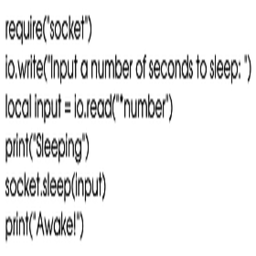 require("socket")
io.write("Input a number of seconds to sleep: ")
local input = io.read("*number")
print("Sleeping")
socket.sleep(input)
print("Awake!")